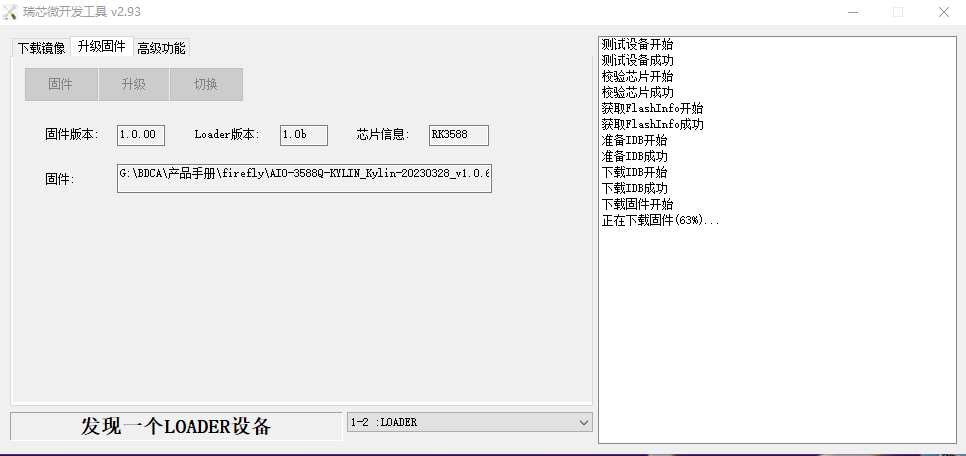 瑞芯微开发工具 v2.93
下载镜像 升级固件 高级功能
固件 升级 切换
固件版本: 1.0.00 Loader版本: 1.0b 芯片信息: RK3588
固件: G:\BDCA\产品手册\firefly\AIO-3588Q-KYLIN_Kylin-20230328_v1.0.6
发现一个LOADER设备
1-2 :LOADER
测试设备开始
测试设备成功
校验芯片开始
校验芯片成功
获取FlashInfo开始
获取FlashInfo成功
准备IDB开始
准备IDB成功
下载IDB开始
下载IDB成功
下载固件开始
正在下载固件(63%)...